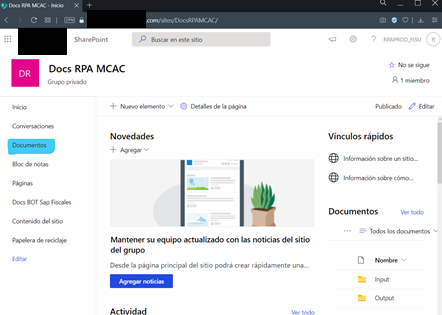 Docs RPA MCAC - Inicio
.com/sites/DocsRPAMCAC/
SharePoint
Buscar en este sitio
RPAPROD_FISU
R
DR
Docs RPA MCAC
Grupo privado
No se sigue
1 miembro
Inicio
Conversaciones
Documentos
Bloc de notas
Páginas
Docs BOT Sap Fiscales
Contenido del sitio
Papelera de reciclaje
Editar
Nuevo elemento
Detalles de la página
Publicado
Editar
Novedades
Agregar
Mantener su equipo actualizado con las noticias del sitio
del grupo
Desde la página principal del sitio podrá crear rápidamente una...
Agregar noticias
Actividad
Ver todo
Vínculos rápidos
Información sobre un sitio...
Información sobre cómo...
Documentos
Ver todo
Todos los documentos
Nombre
Input
Output